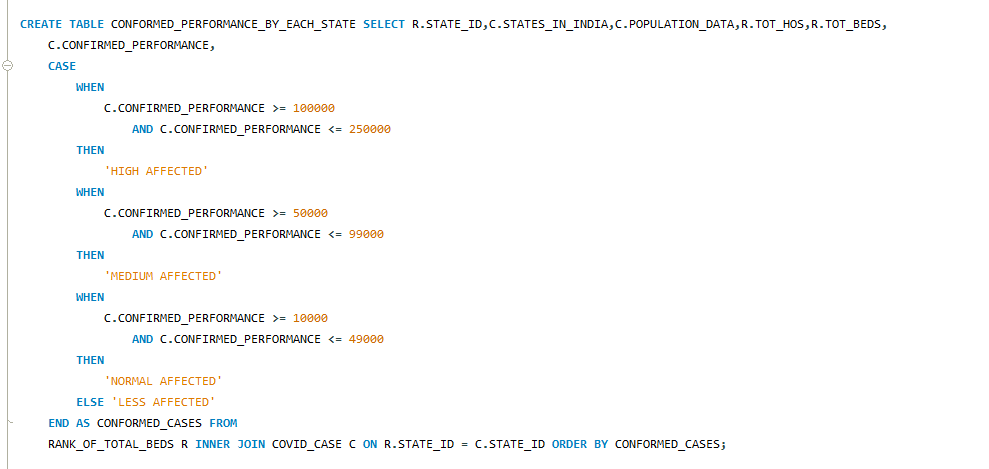 CREATE TABLE CONFORMED_PERFORMANCE_BY_EACH_STATE SELECT R.STATE_ID,C.STATES_IN_INDIA,C.POPULATION_DATA,R.TOT_HOS,R.TOT_BEDS,
C.CONFIRMED_PERFORMANCE,
CASE
WHEN
C.CONFIRMED_PERFORMANCE >= 100000
AND C.CONFIRMED_PERFORMANCE <= 250000
THEN
'HIGH AFFECTED'
WHEN
C.CONFIRMED_PERFORMANCE >= 50000
AND C.CONFIRMED_PERFORMANCE <= 99000
THEN
'MEDIUM AFFECTED'
WHEN
C.CONFIRMED_PERFORMANCE >= 10000
AND C.CONFIRMED_PERFORMANCE <= 49000
THEN
'NORMAL AFFECTED'
ELSE 'LESS AFFECTED'
END AS CONFORMED_CASES FROM
RANK_OF_TOTAL_BEDS R INNER JOIN COVID_CASE C ON R.STATE_ID = C.STATE_ID ORDER BY CONFORMED_CASES;